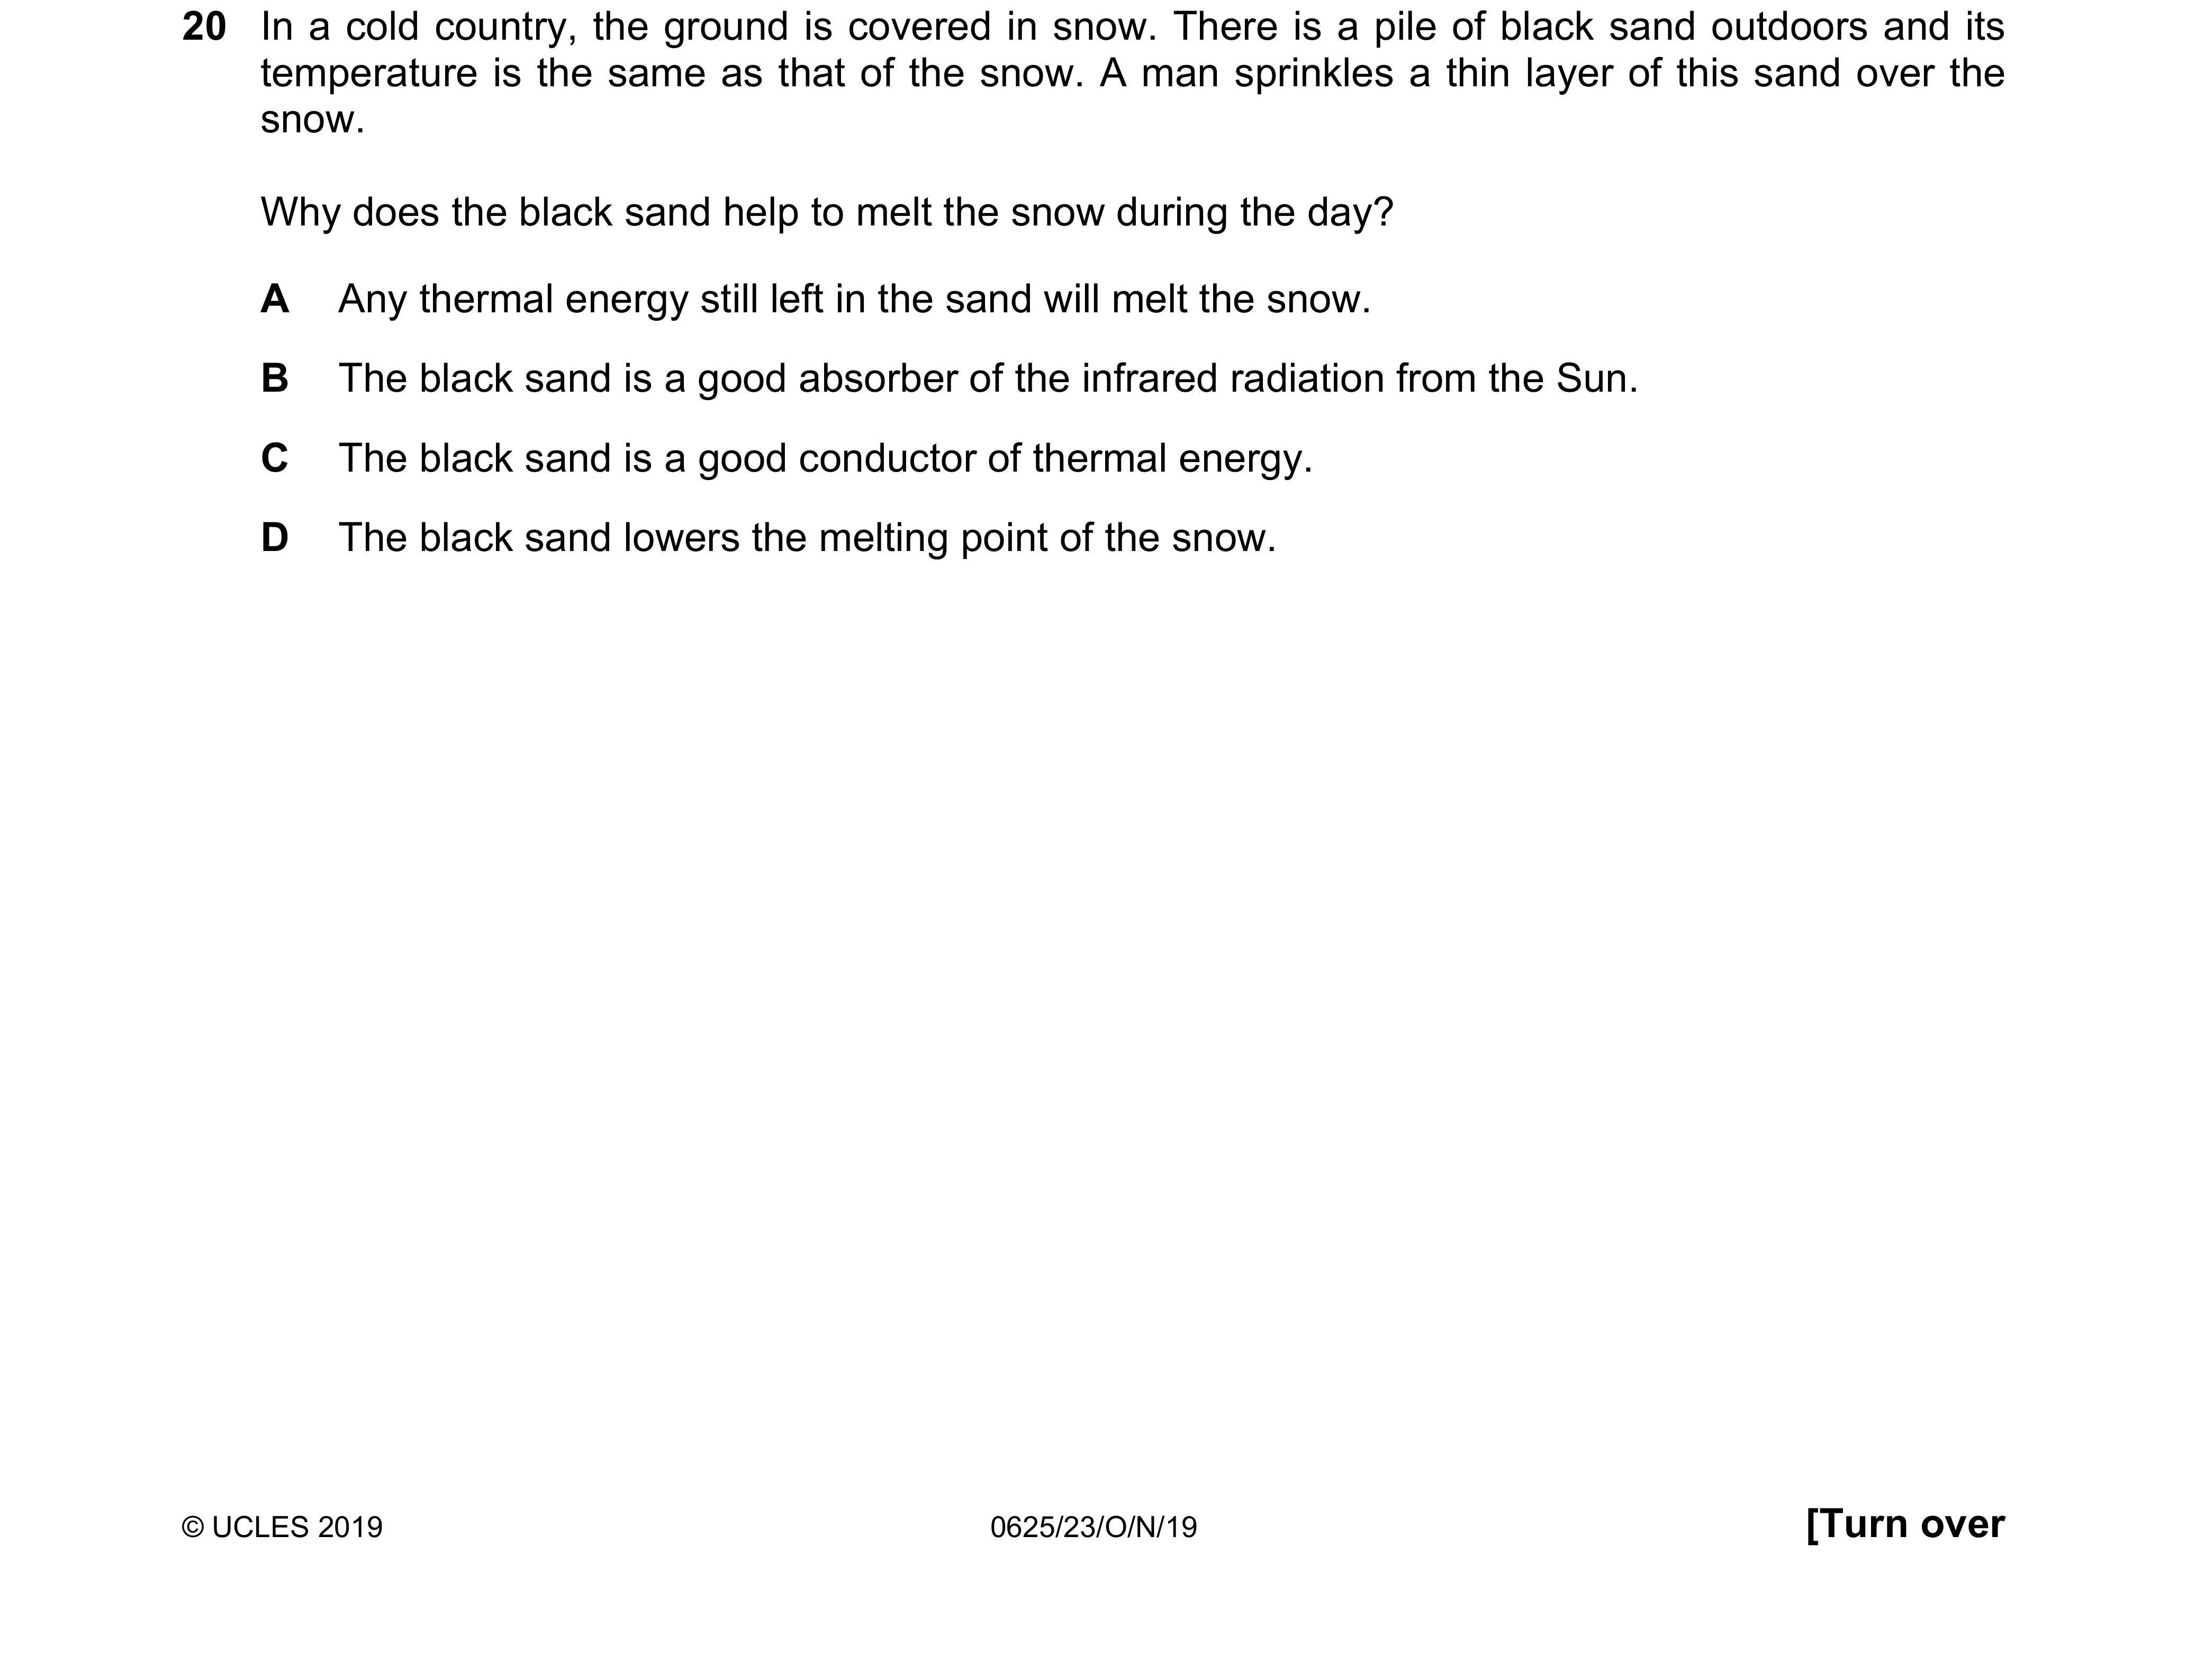 20 In a cold country, the ground is covered in snow. There is a pile of black sand outdoors and its
temperature is the same as that of the snow. A man sprinkles a thin layer of this sand over the
snow.
Why does the black sand help to melt the snow during the day?
A Any thermal energy still left in the sand will melt the snow.
B The black sand is a good absorber of the infrared radiation from the Sun.
C The black sand is a good conductor of thermal energy.
D The black sand lowers the melting point of the snow.
© UCLES 2019 0625/23/O/N/19 [Turn over